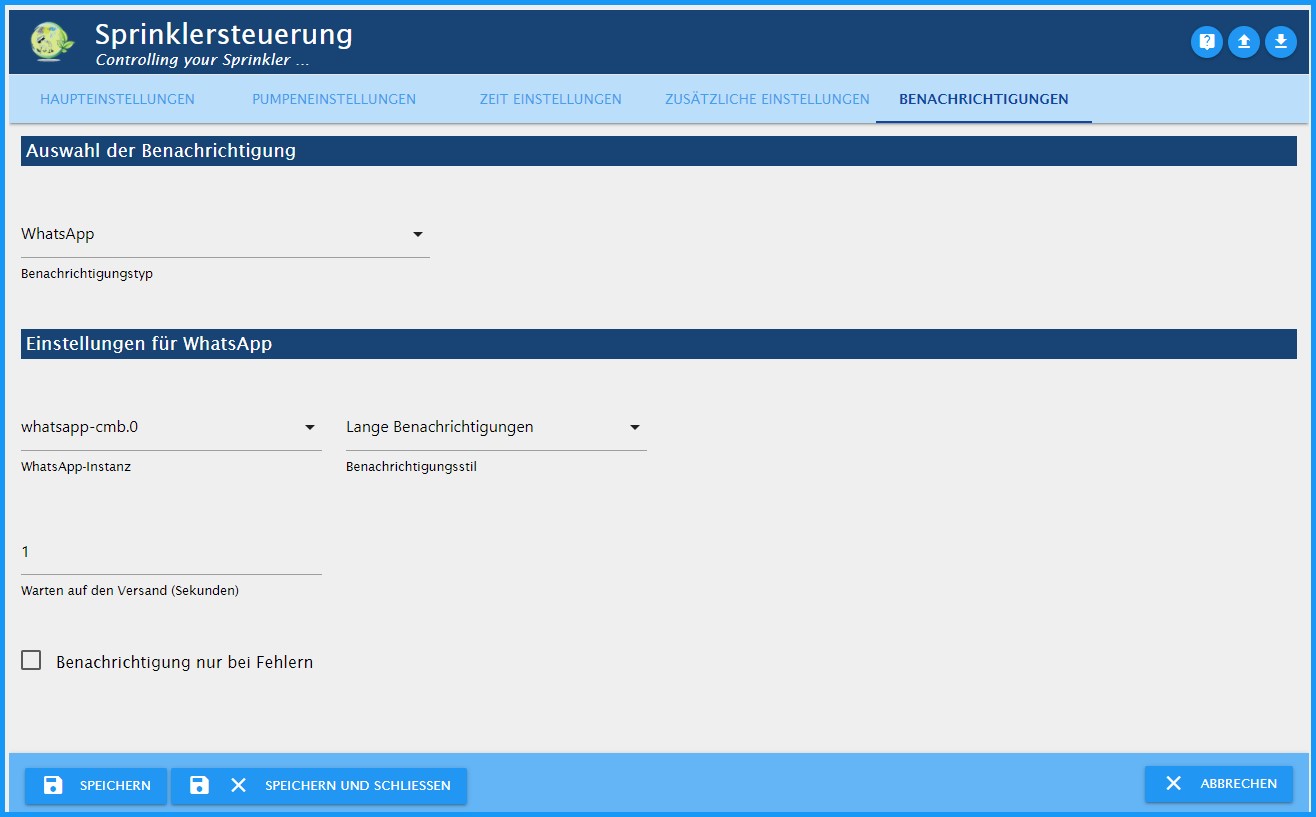 Sprinklersteuerung
Controlling your Sprinkler ...
HAUPTEINSTELLUNGEN PUMPENEINSTELLUNGEN ZEIT EINSTELLUNGEN ZUSÄTZLICHE EINSTELLUNGEN BENACHRICHTIGUNGEN
Auswahl der Benachrichtigung
WhatsApp
Benachrichtigungstyp
Einstellungen für WhatsApp
whatsapp-cmb.0 Lange Benachrichtigungen
WhatsApp-Instanz Benachrichtigungsstil
1
Warten auf den Versand (Sekunden)
Benachrichtigung nur bei Fehlern
SPEICHERN SPEICHERN UND SCHLIESSEN ABBRECHEN